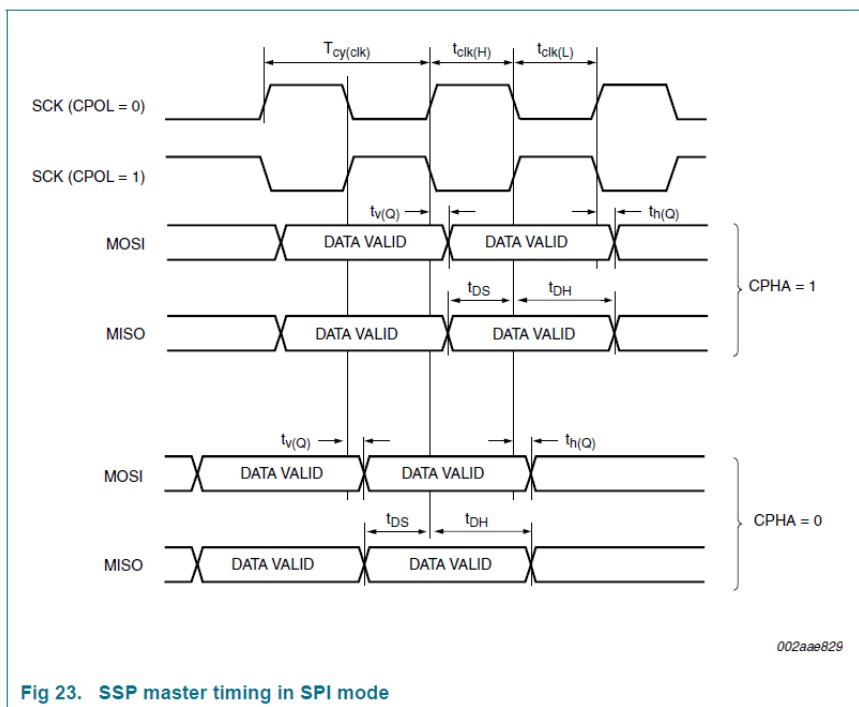 Tcy(clk) tclk(H) tclk(L)
SCK (CPOL = 0)
SCK (CPOL = 1)
tv(Q) th(Q)
MOSI DATA VALID DATA VALID
CPHA = 1
tDS tDH
MISO DATA VALID DATA VALID
tv(Q) th(Q)
MOSI DATA VALID DATA VALID
CPHA = 0
tDS tDH
MISO DATA VALID DATA VALID
002aae829
Fig 23. SSP master timing in SPI mode